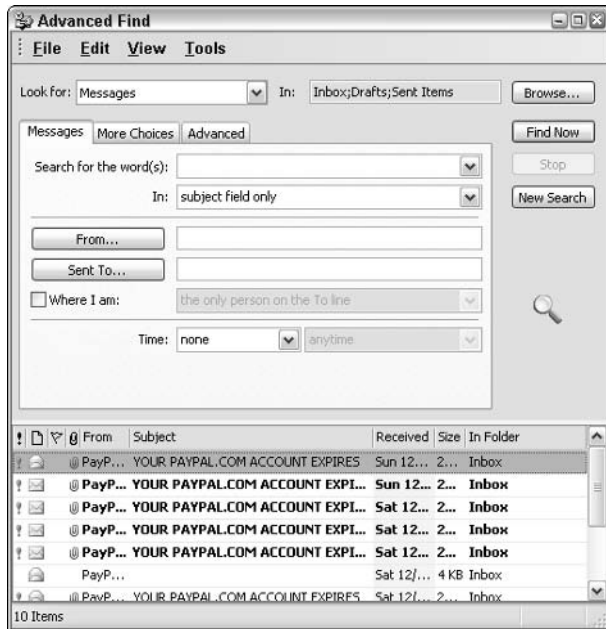 Advanced Find
File Edit View Tools
Look for: Messages In: Inbox;Drafts;Sent Items Browse...
Messages More Choices Advanced Find Now
Search for the word(s): Stop
In: subject field only New Search
From...
Sent To...
Where I am: the only person on the To line
Time: none anytime
! From Subject Received Size In Folder
! PayP... YOUR PAYPAL.COM ACCOUNT EXPIRES Sun 12... 2... Inbox
! PayP... YOUR PAYPAL.COM ACCOUNT EXPI... Sun 12... 2... Inbox
! PayP... YOUR PAYPAL.COM ACCOUNT EXPI... Sat 12... 2... Inbox
! PayP... YOUR PAYPAL.COM ACCOUNT EXPI... Sat 12... 2... Inbox
! PayP... YOUR PAYPAL.COM ACCOUNT EXPI... Sat 12... 2... Inbox
PayP... Sat 12/... 4 KB Inbox
! PayP... YOUR PAYPAL.COM ACCOUNT EXPIRES Sat 12/... 2... Inbox
10 Items